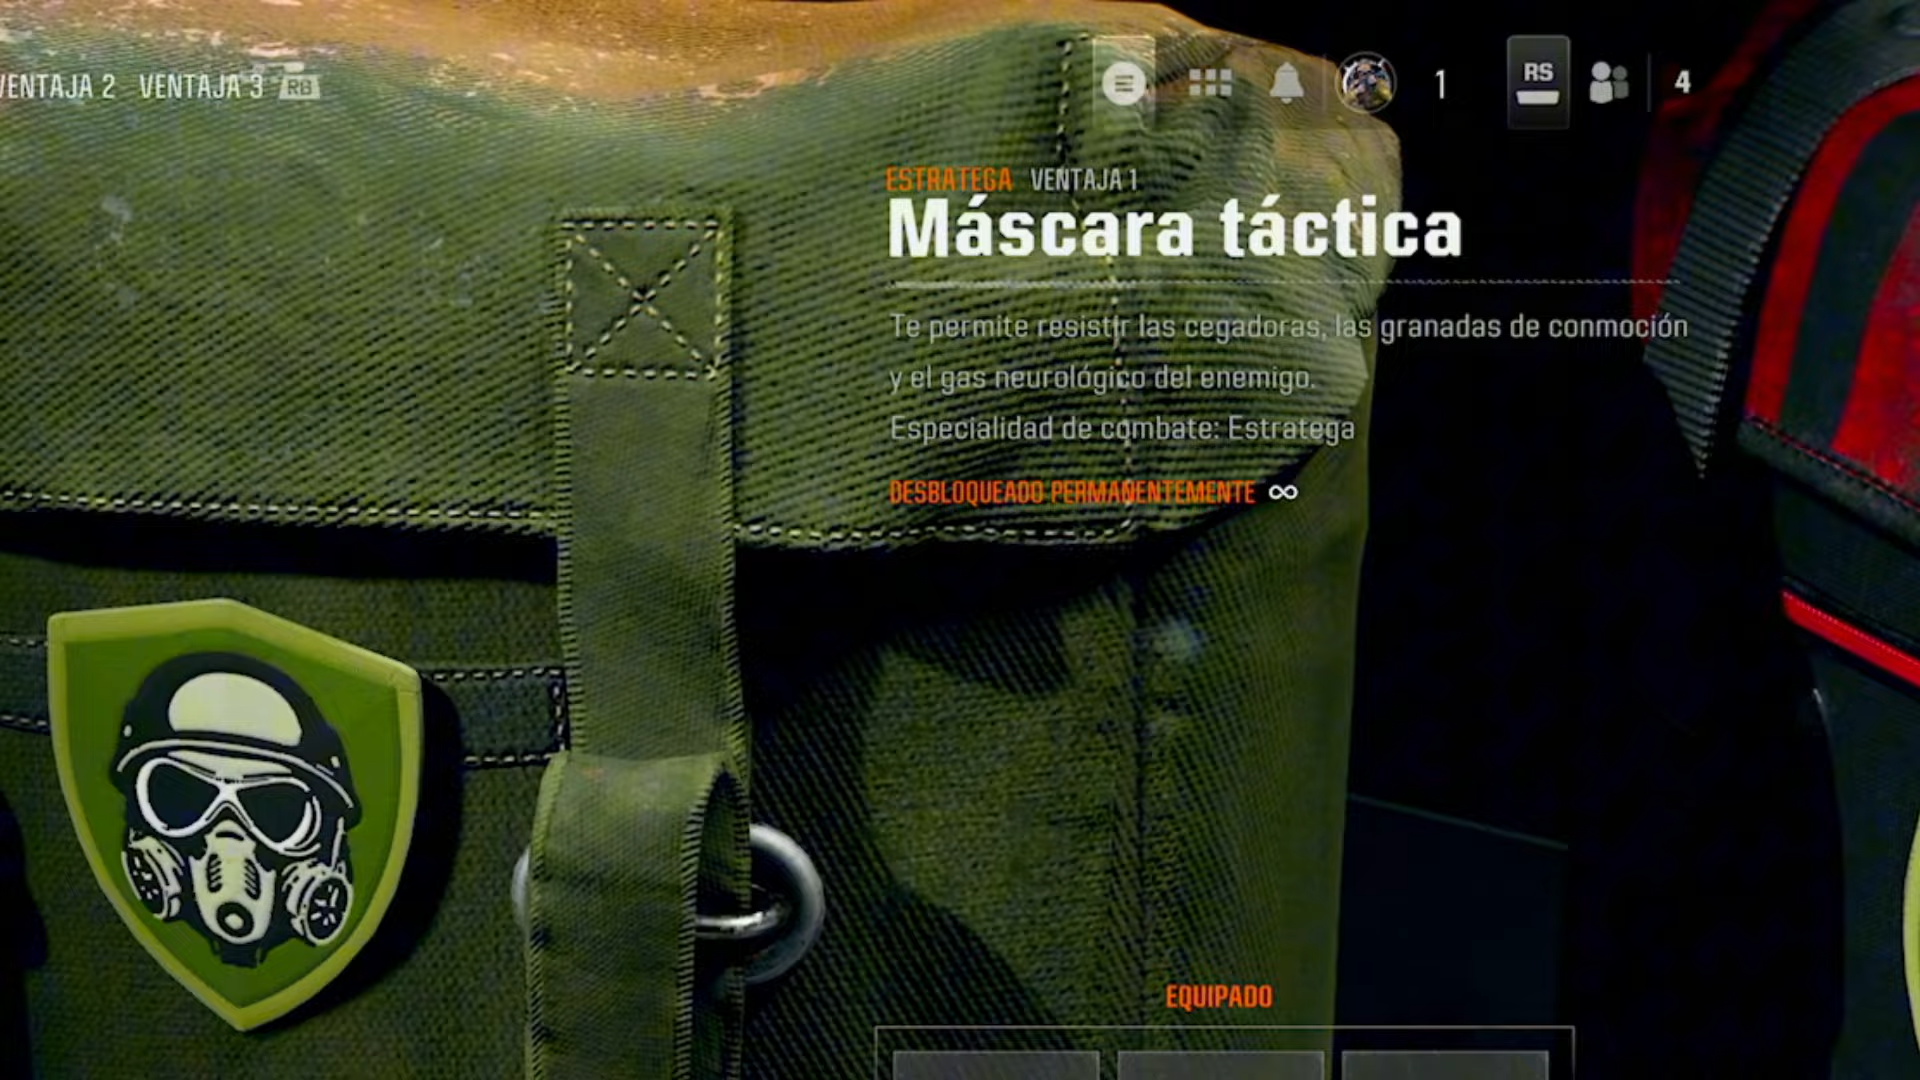 VENTAJA 2 VENTAJA 3 RB
1 RS 4
ESTRATEGA VENTAJA 1
Máscara táctica
Te permite resistir las cegadoras, las granadas de conmoción
y el gas neurológico del enemigo.
Especialidad de combate: Estratega
DESBLOQUEADO PERMANENTEMENTE
EQUIPADO